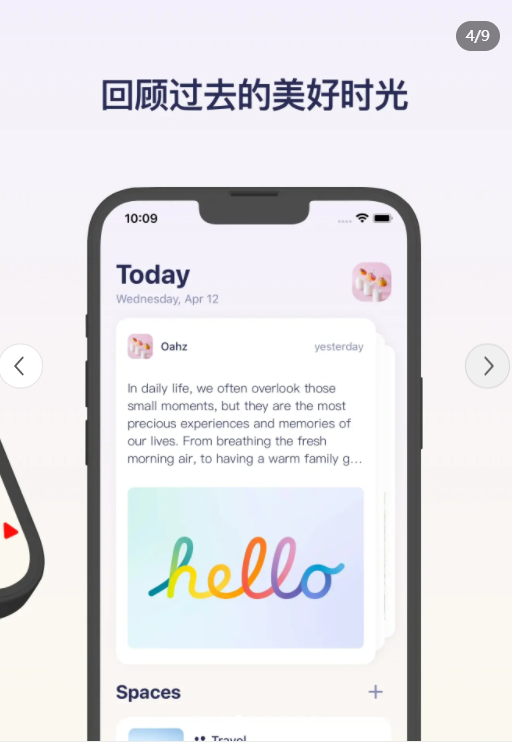 4/9
回顾过去的美好时光
10:09
Today
Wednesday, Apr 12
Oahz
yesterday
In daily life, we often overlook those
small moments, but they are the most
precious experiences and memories of
our lives. From breathing the fresh
morning air, to having a warm family g...
hello
Spaces
Travel